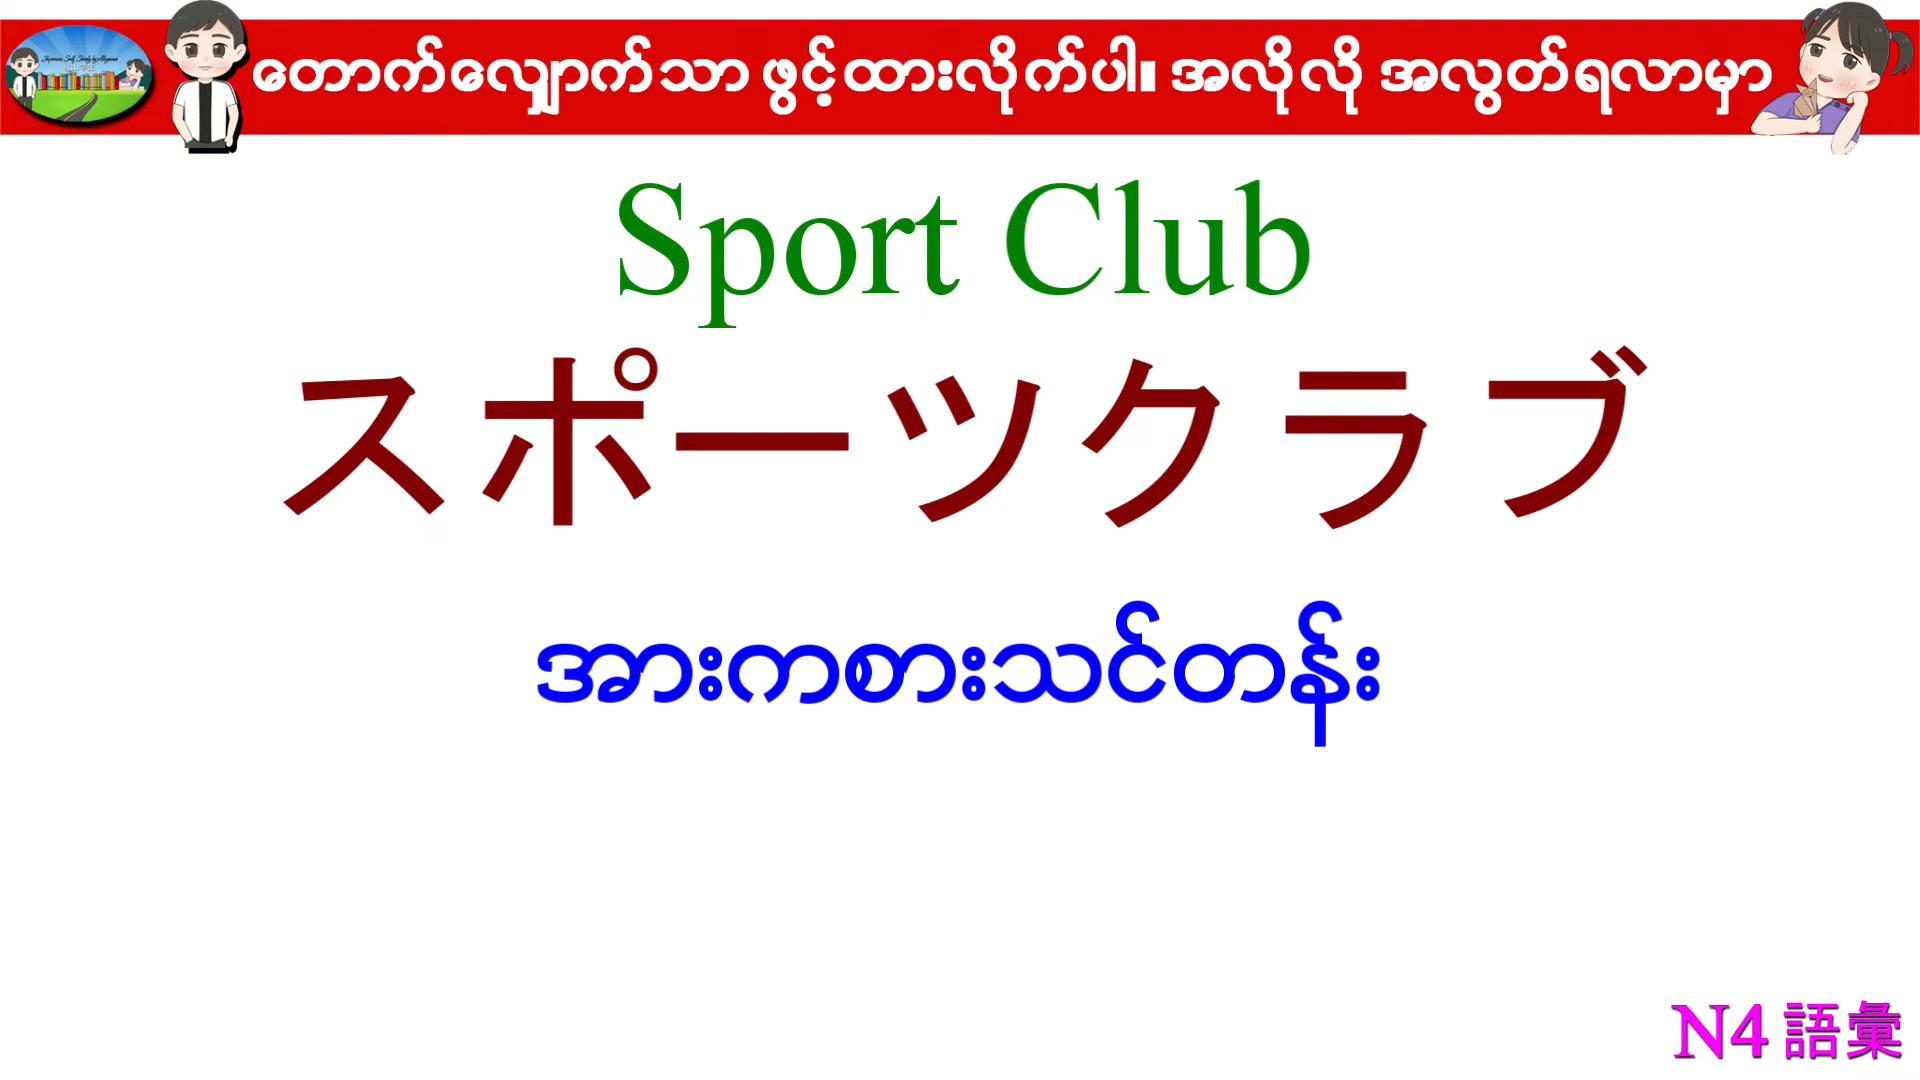 တောက်လျှောက်သာ ဖွင့်ထားလိုက်ပါ။ အလိုလို အလွတ်ရလာမှာ
Sport Club
スポーツクラブ
အားကစားသင်တန်း
N4 語彙